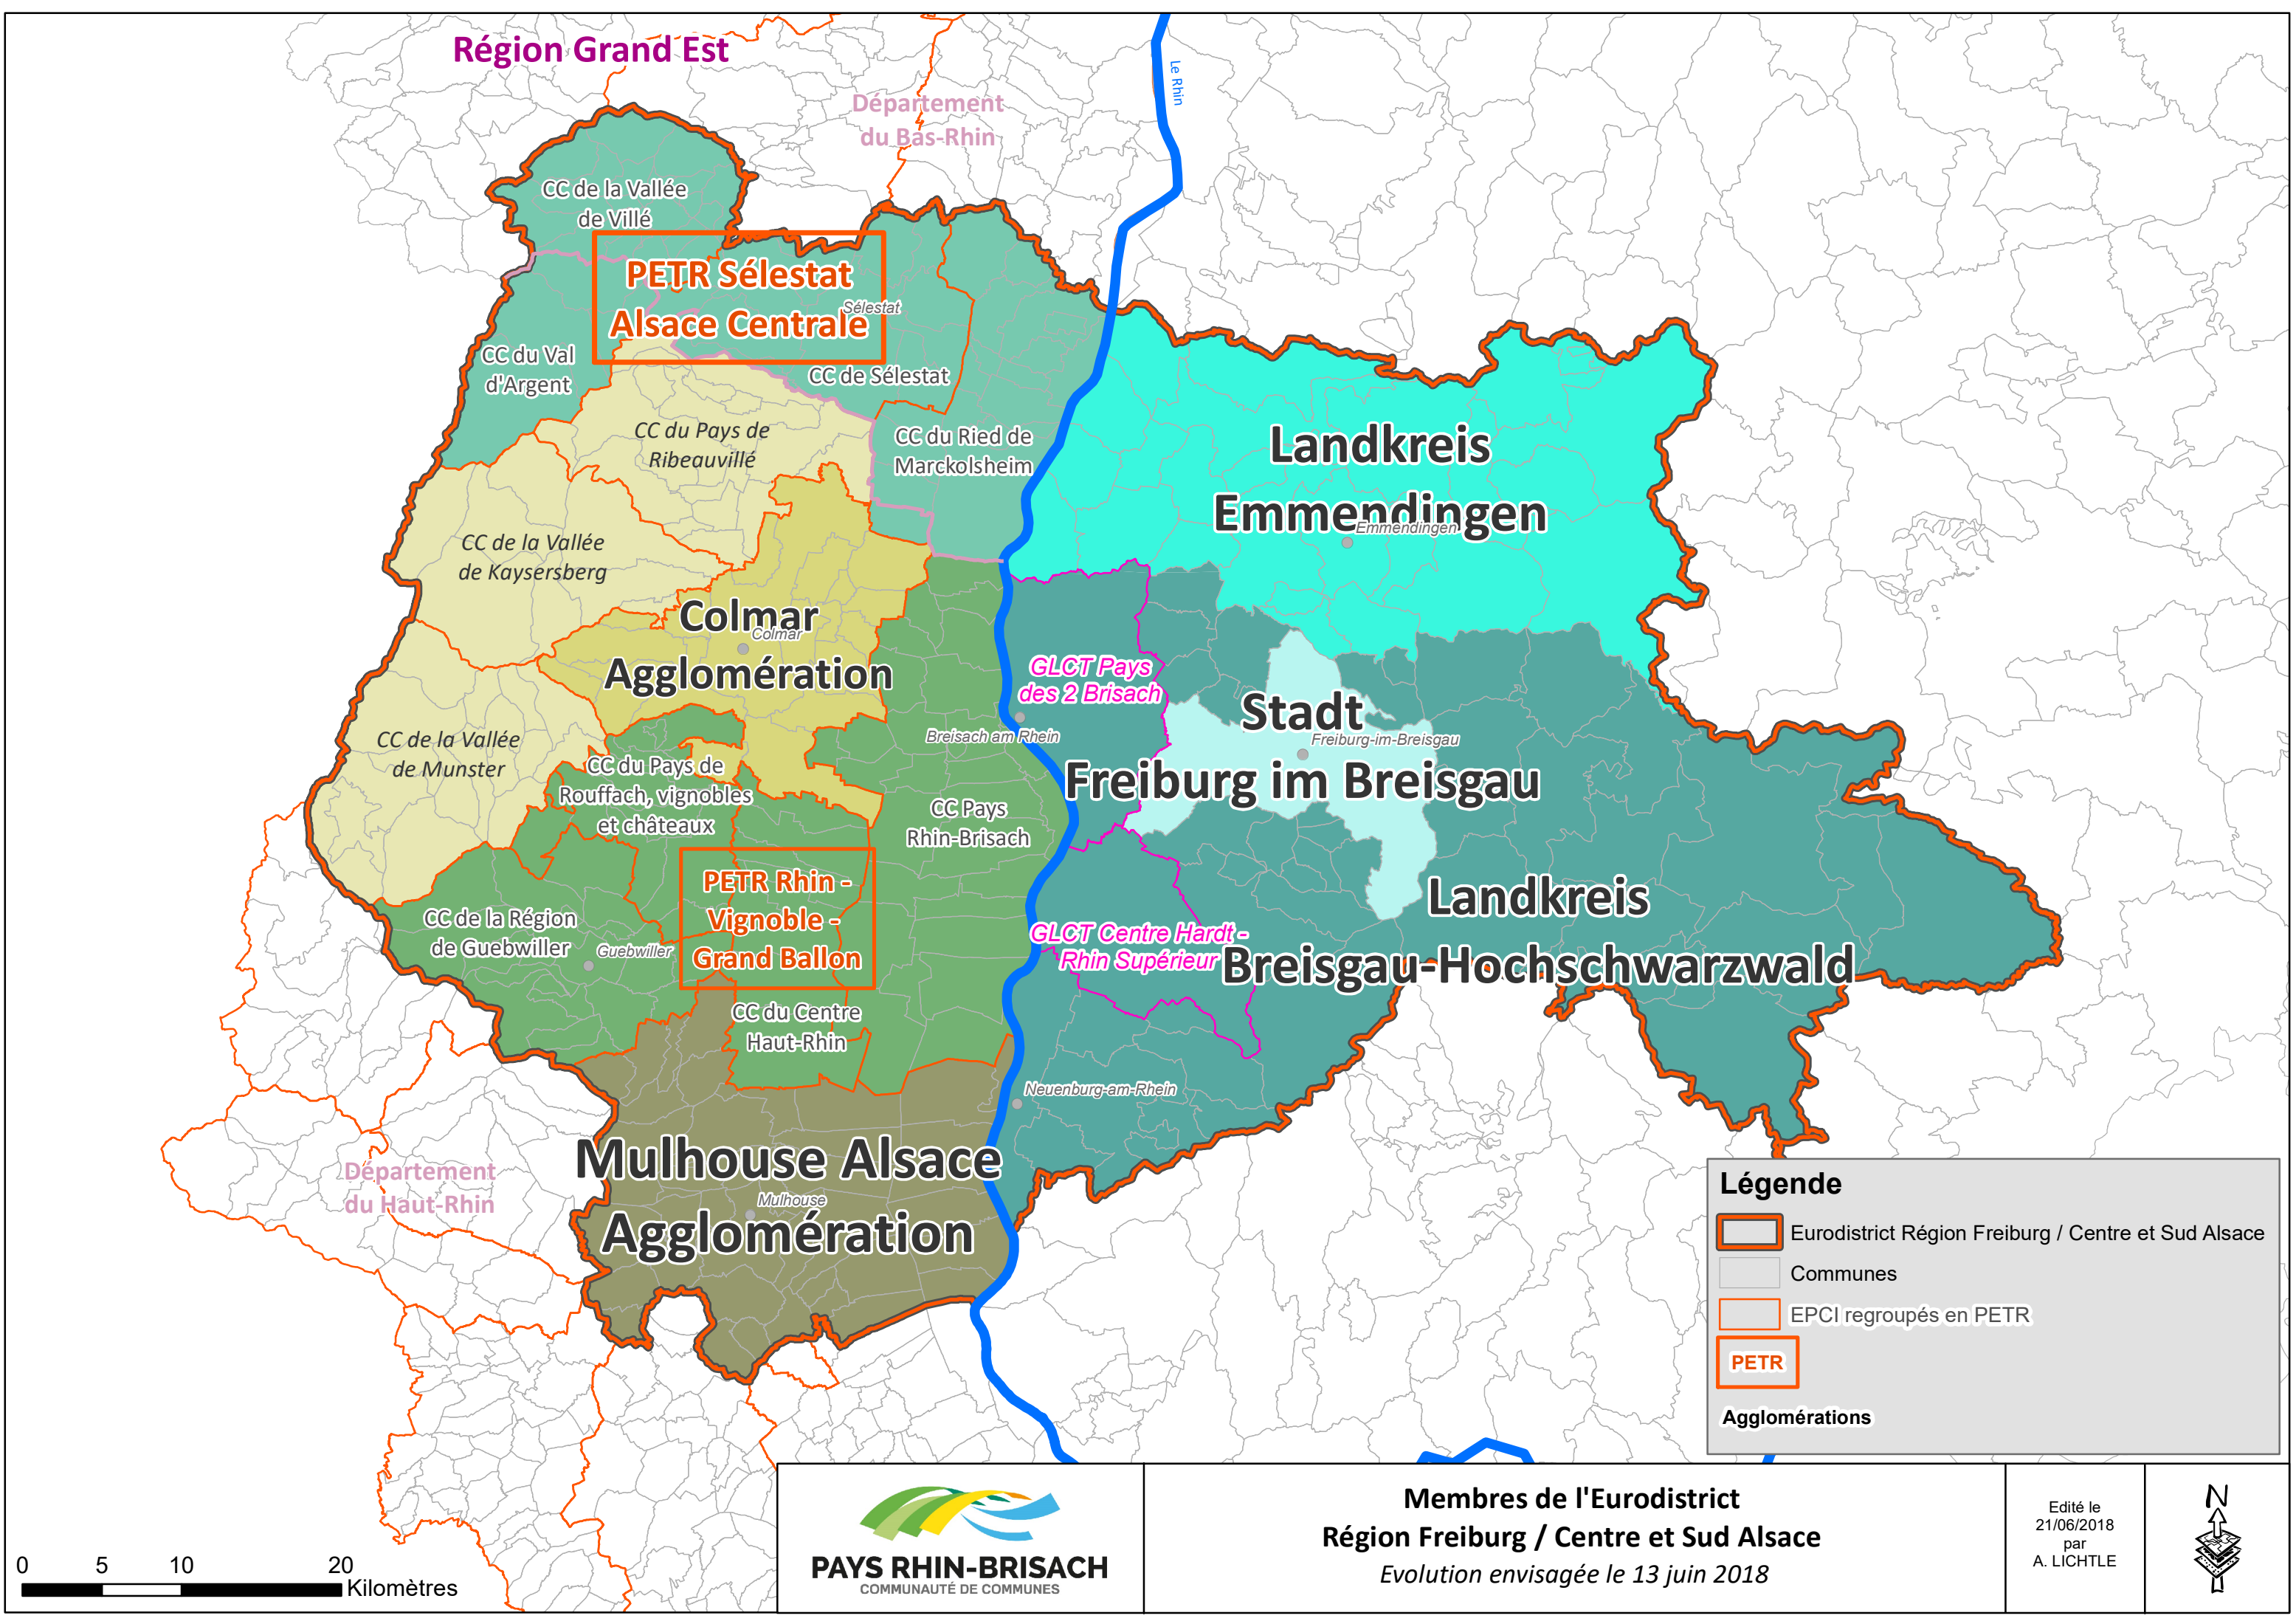 Région Grand Est
Département
du Bas-Rhin
Le Rhin
CC de la Vallée
de Villé
PETR Sélestat
Alsace Centrale
Sélestat
CC du Val
d'Argent
CC de Sélestat
CC du Pays de
Ribeauvillé
CC du Ried de
Marckolsheim
Landkreis
Emmendingen
Emmendingen
CC de la Vallée
de Kaysersberg
Colmar
Colmar
Agglomération
GLCT Pays
des 2 Brisach
Stadt
Freiburg-im-Breisgau
Freiburg im Breisgau
Breisach am Rhein
CC de la Vallée
de Munster
CC du Pays de
Rouffach, vignobles
et châteaux
CC Pays
Rhin-Brisach
PETR Rhin -
Vignoble -
Grand Ballon
CC de la Région
de Guebwiller
Guebwiller
GLCT Centre Hardt -
Rhin Supérieur
Landkreis
Breisgau-Hochschwarzwald
CC du Centre
Haut-Rhin
Neuenburg-am-Rhein
Mulhouse Alsace
Mulhouse
Agglomération
Département
du Haut-Rhin
Légende
Eurodistrict Région Freiburg / Centre et Sud Alsace
Communes
EPCI regroupés en PETR
PETR
Agglomérations
0 5 10 20
Kilomètres
PAYS RHIN-BRISACH
COMMUNAUTÉ DE COMMUNES
Membres de l'Eurodistrict
Région Freiburg / Centre et Sud Alsace
Evolution envisagée le 13 juin 2018
Edité le
21/06/2018
par
A. LICHTLE
N